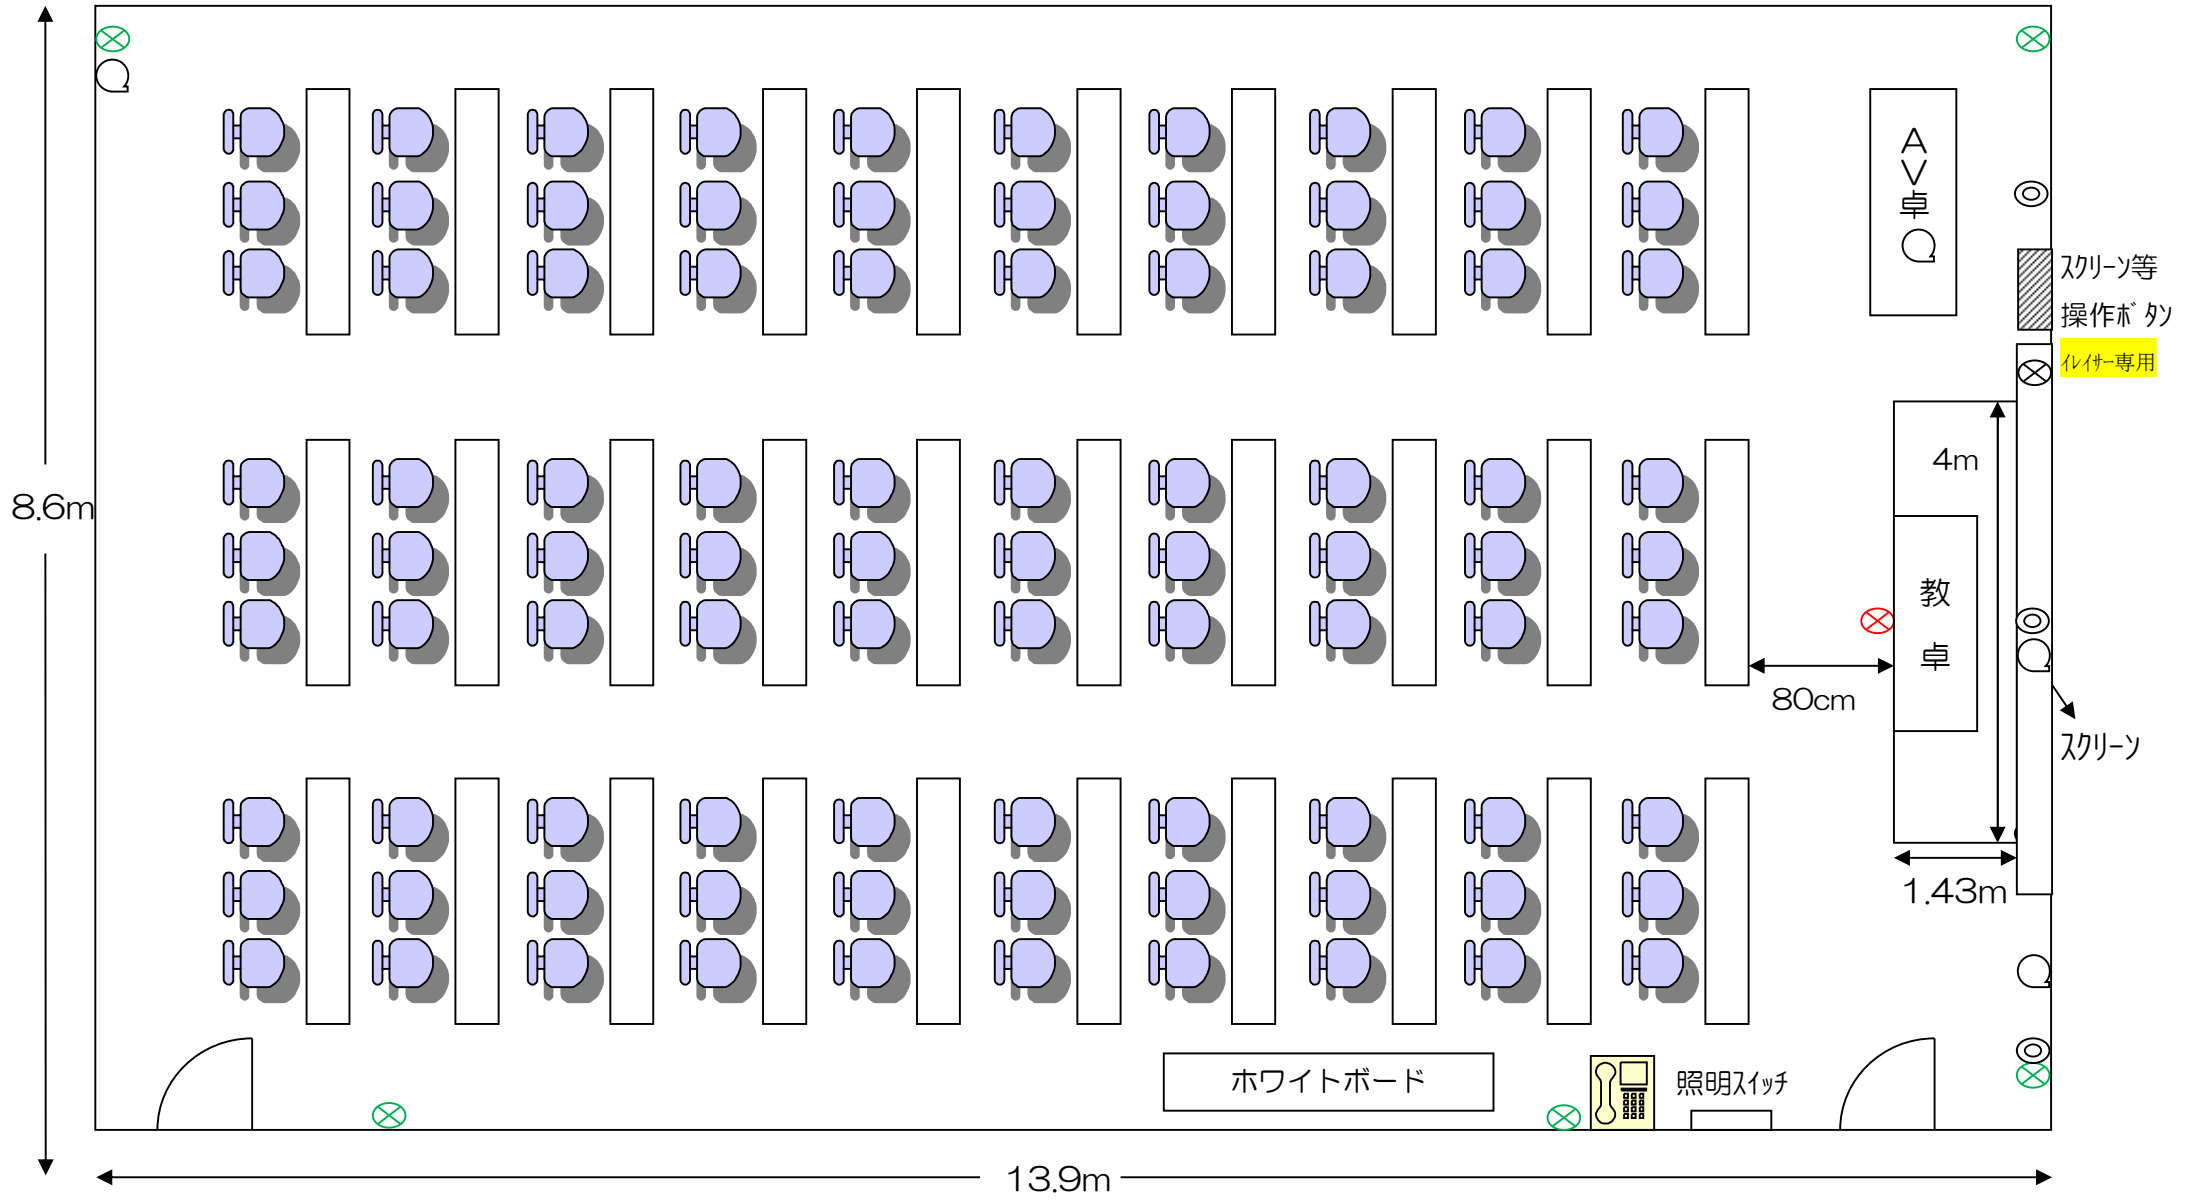 AV卓
ｽｸﾘｰﾝ等
操作ﾎﾞﾀﾝ
ｲﾚｲｻｰ専用
4m
8.6m
教卓
80cm
ｽｸﾘｰﾝ
1.43m
ホワイトボード
照明ｽｲｯﾁ
13.9m